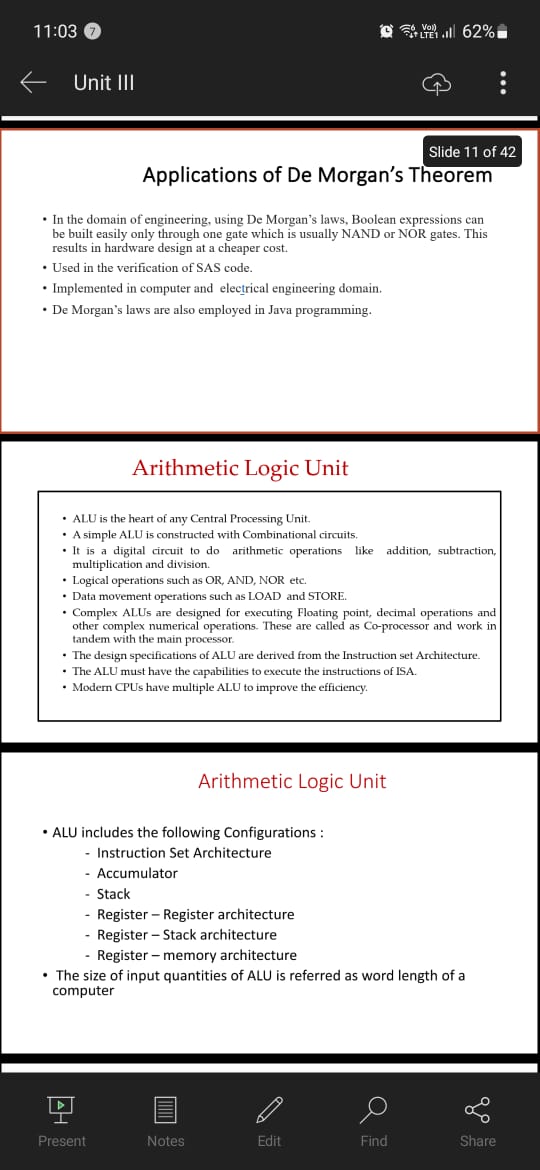 11:03 7 Vo)) LTE1 62%
Unit III
Slide 11 of 42
Applications of De Morgan's Theorem
• In the domain of engineering, using De Morgan's laws, Boolean expressions can
be built easily only through one gate which is usually NAND or NOR gates. This
results in hardware design at a cheaper cost.
• Used in the verification of SAS code.
• Implemented in computer and electrical engineering domain.
• De Morgan's laws are also employed in Java programming.
Arithmetic Logic Unit
• ALU is the heart of any Central Processing Unit.
• A simple ALU is constructed with Combinational circuits.
• It is a digital circuit to do arithmetic operations like addition, subtraction,
multiplication and division.
• Logical operations such as OR, AND, NOR etc.
• Data movement operations such as LOAD and STORE.
• Complex ALUs are designed for executing Floating point, decimal operations and
other complex numerical operations. These are called as Co-processor and work in
tandem with the main processor.
• The design specifications of ALU are derived from the Instruction set Architecture.
• The ALU must have the capabilities to execute the instructions of ISA.
• Modern CPUs have multiple ALU to improve the efficiency.
Arithmetic Logic Unit
• ALU includes the following Configurations :
- Instruction Set Architecture
- Accumulator
- Stack
- Register – Register architecture
- Register – Stack architecture
- Register – memory architecture
• The size of input quantities of ALU is referred as word length of a
computer
Present Notes Edit Find Share